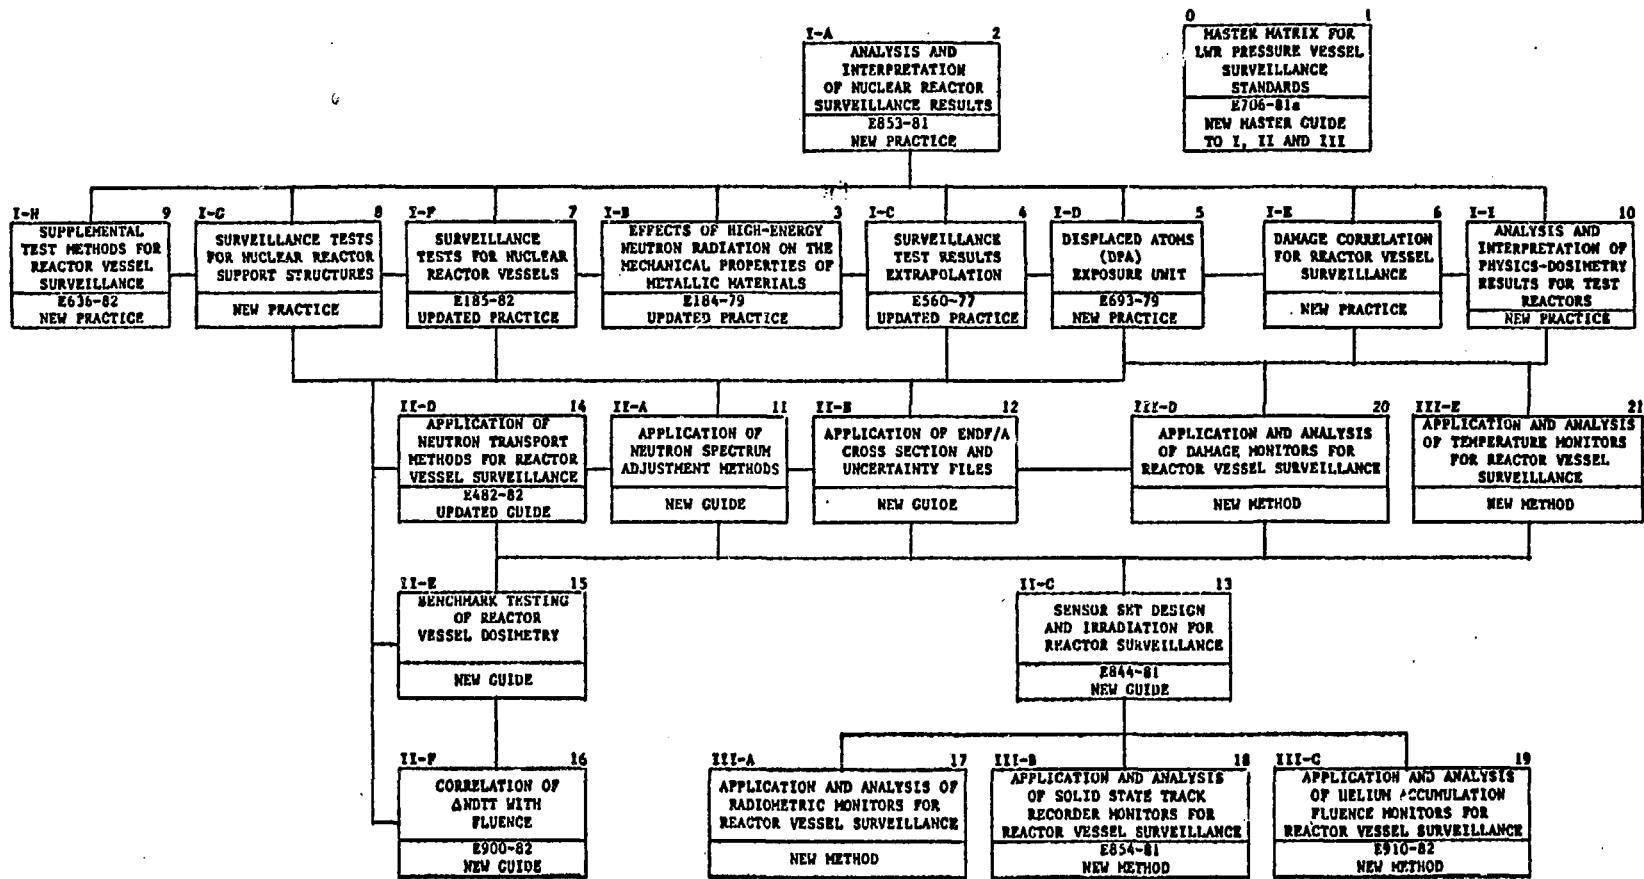 I-A 2
ANALYSIS AND
INTERPRETATION
OF NUCLEAR REACTOR
SURVEILLANCE RESULTS
E853-81
NEW PRACTICE
0 1
MASTER MATRIX FOR
LWR PRESSURE VESSEL
SURVEILLANCE
STANDARDS
E706-81a
NEW MASTER GUIDE
TO I, II AND III
I-H 9
SUPPLEMENTAL
TEST METHODS FOR
REACTOR VESSEL
SURVEILLANCE
E636-82
NEW PRACTICE
I-G 8
SURVEILLANCE TESTS
FOR NUCLEAR REACTOR
SUPPORT STRUCTURES
NEW PRACTICE
I-F 7
SURVEILLANCE
TESTS FOR NUCLEAR
REACTOR VESSELS
E185-82
UPDATED PRACTICE
I-B 3
EFFECTS OF HIGH-ENERGY
NEUTRON RADIATION ON THE
MECHANICAL PROPERTIES OF
METALLIC MATERIALS
E184-79
UPDATED PRACTICE
I-C 4
SURVEILLANCE
TEST RESULTS
EXTRAPOLATION
E560-77
UPDATED PRACTICE
I-D 5
DISPLACED ATOMS
(DPA)
EXPOSURE UNIT
E693-79
NEW PRACTICE
I-E 6
DAMAGE CORRELATION
FOR REACTOR VESSEL
SURVEILLANCE
NEW PRACTICE
I-I 10
ANALYSIS AND
INTERPRETATION OF
PHYSICS-DOSIMETRY
RESULTS FOR TEST
REACTORS
NEW PRACTICE
II-D 14
APPLICATION OF
NEUTRON TRANSPORT
METHODS FOR REACTOR
VESSEL SURVEILLANCE
E482-82
UPDATED GUIDE
II-A 11
APPLICATION OF
NEUTRON SPECTRUM
ADJUSTMENT METHODS
NEW GUIDE
II-B 12
APPLICATION OF ENDF/A
CROSS SECTION AND
UNCERTAINTY FILES
NEW GUIDE
III-D 20
APPLICATION AND ANALYSIS
OF DAMAGE MONITORS FOR
REACTOR VESSEL SURVEILLANCE
NEW METHOD
III-E 21
APPLICATION AND ANALYSIS
OF TEMPERATURE MONITORS
FOR REACTOR VESSEL
SURVEILLANCE
NEW METHOD
II-E 15
BENCHMARK TESTING
OF REACTOR
VESSEL DOSIMETRY
NEW GUIDE
II-C 13
SENSOR SET DESIGN
AND IRRADIATION FOR
REACTOR SURVEILLANCE
E844-81
NEW GUIDE
II-F 16
CORRELATION OF
ΔNDTT WITH
FLUENCE
E900-82
NEW GUIDE
III-A 17
APPLICATION AND ANALYSIS OF
RADIOMETRIC MONITORS FOR
REACTOR VESSEL SURVEILLANCE
NEW METHOD
III-B 18
APPLICATION AND ANALYSIS
OF SOLID STATE TRACK
RECORDER MONITORS FOR
REACTOR VESSEL SURVEILLANCE
E854-81
NEW METHOD
III-C 19
APPLICATION AND ANALYSIS
OF HELIUM ACCUMULATION
FLUENCE MONITORS FOR
REACTOR VESSEL SURVEILLANCE
E910-82
NEW METHOD